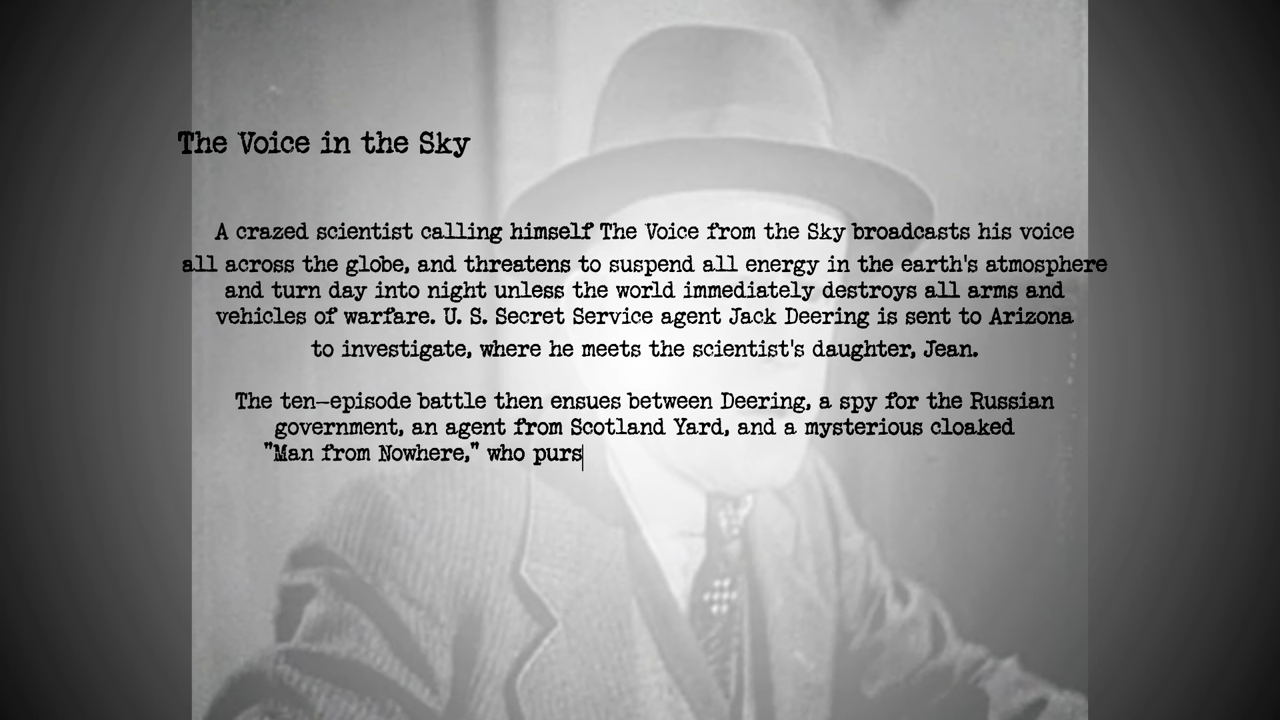 The Voice in the Sky
A crazed scientist calling himself The Voice from the Sky broadcasts his voice
all across the globe, and threatens to suspend all energy in the earth's atmosphere
and turn day into night unless the world immediately destroys all arms and
vehicles of warfare. U. S. Secret Service agent Jack Deering is sent to Arizona
to investigate, where he meets the scientist's daughter, Jean.
The ten-episode battle then ensues between Deering, a spy for the Russian
government, an agent from Scotland Yard, and a mysterious cloaked
"Man from Nowhere," who purs